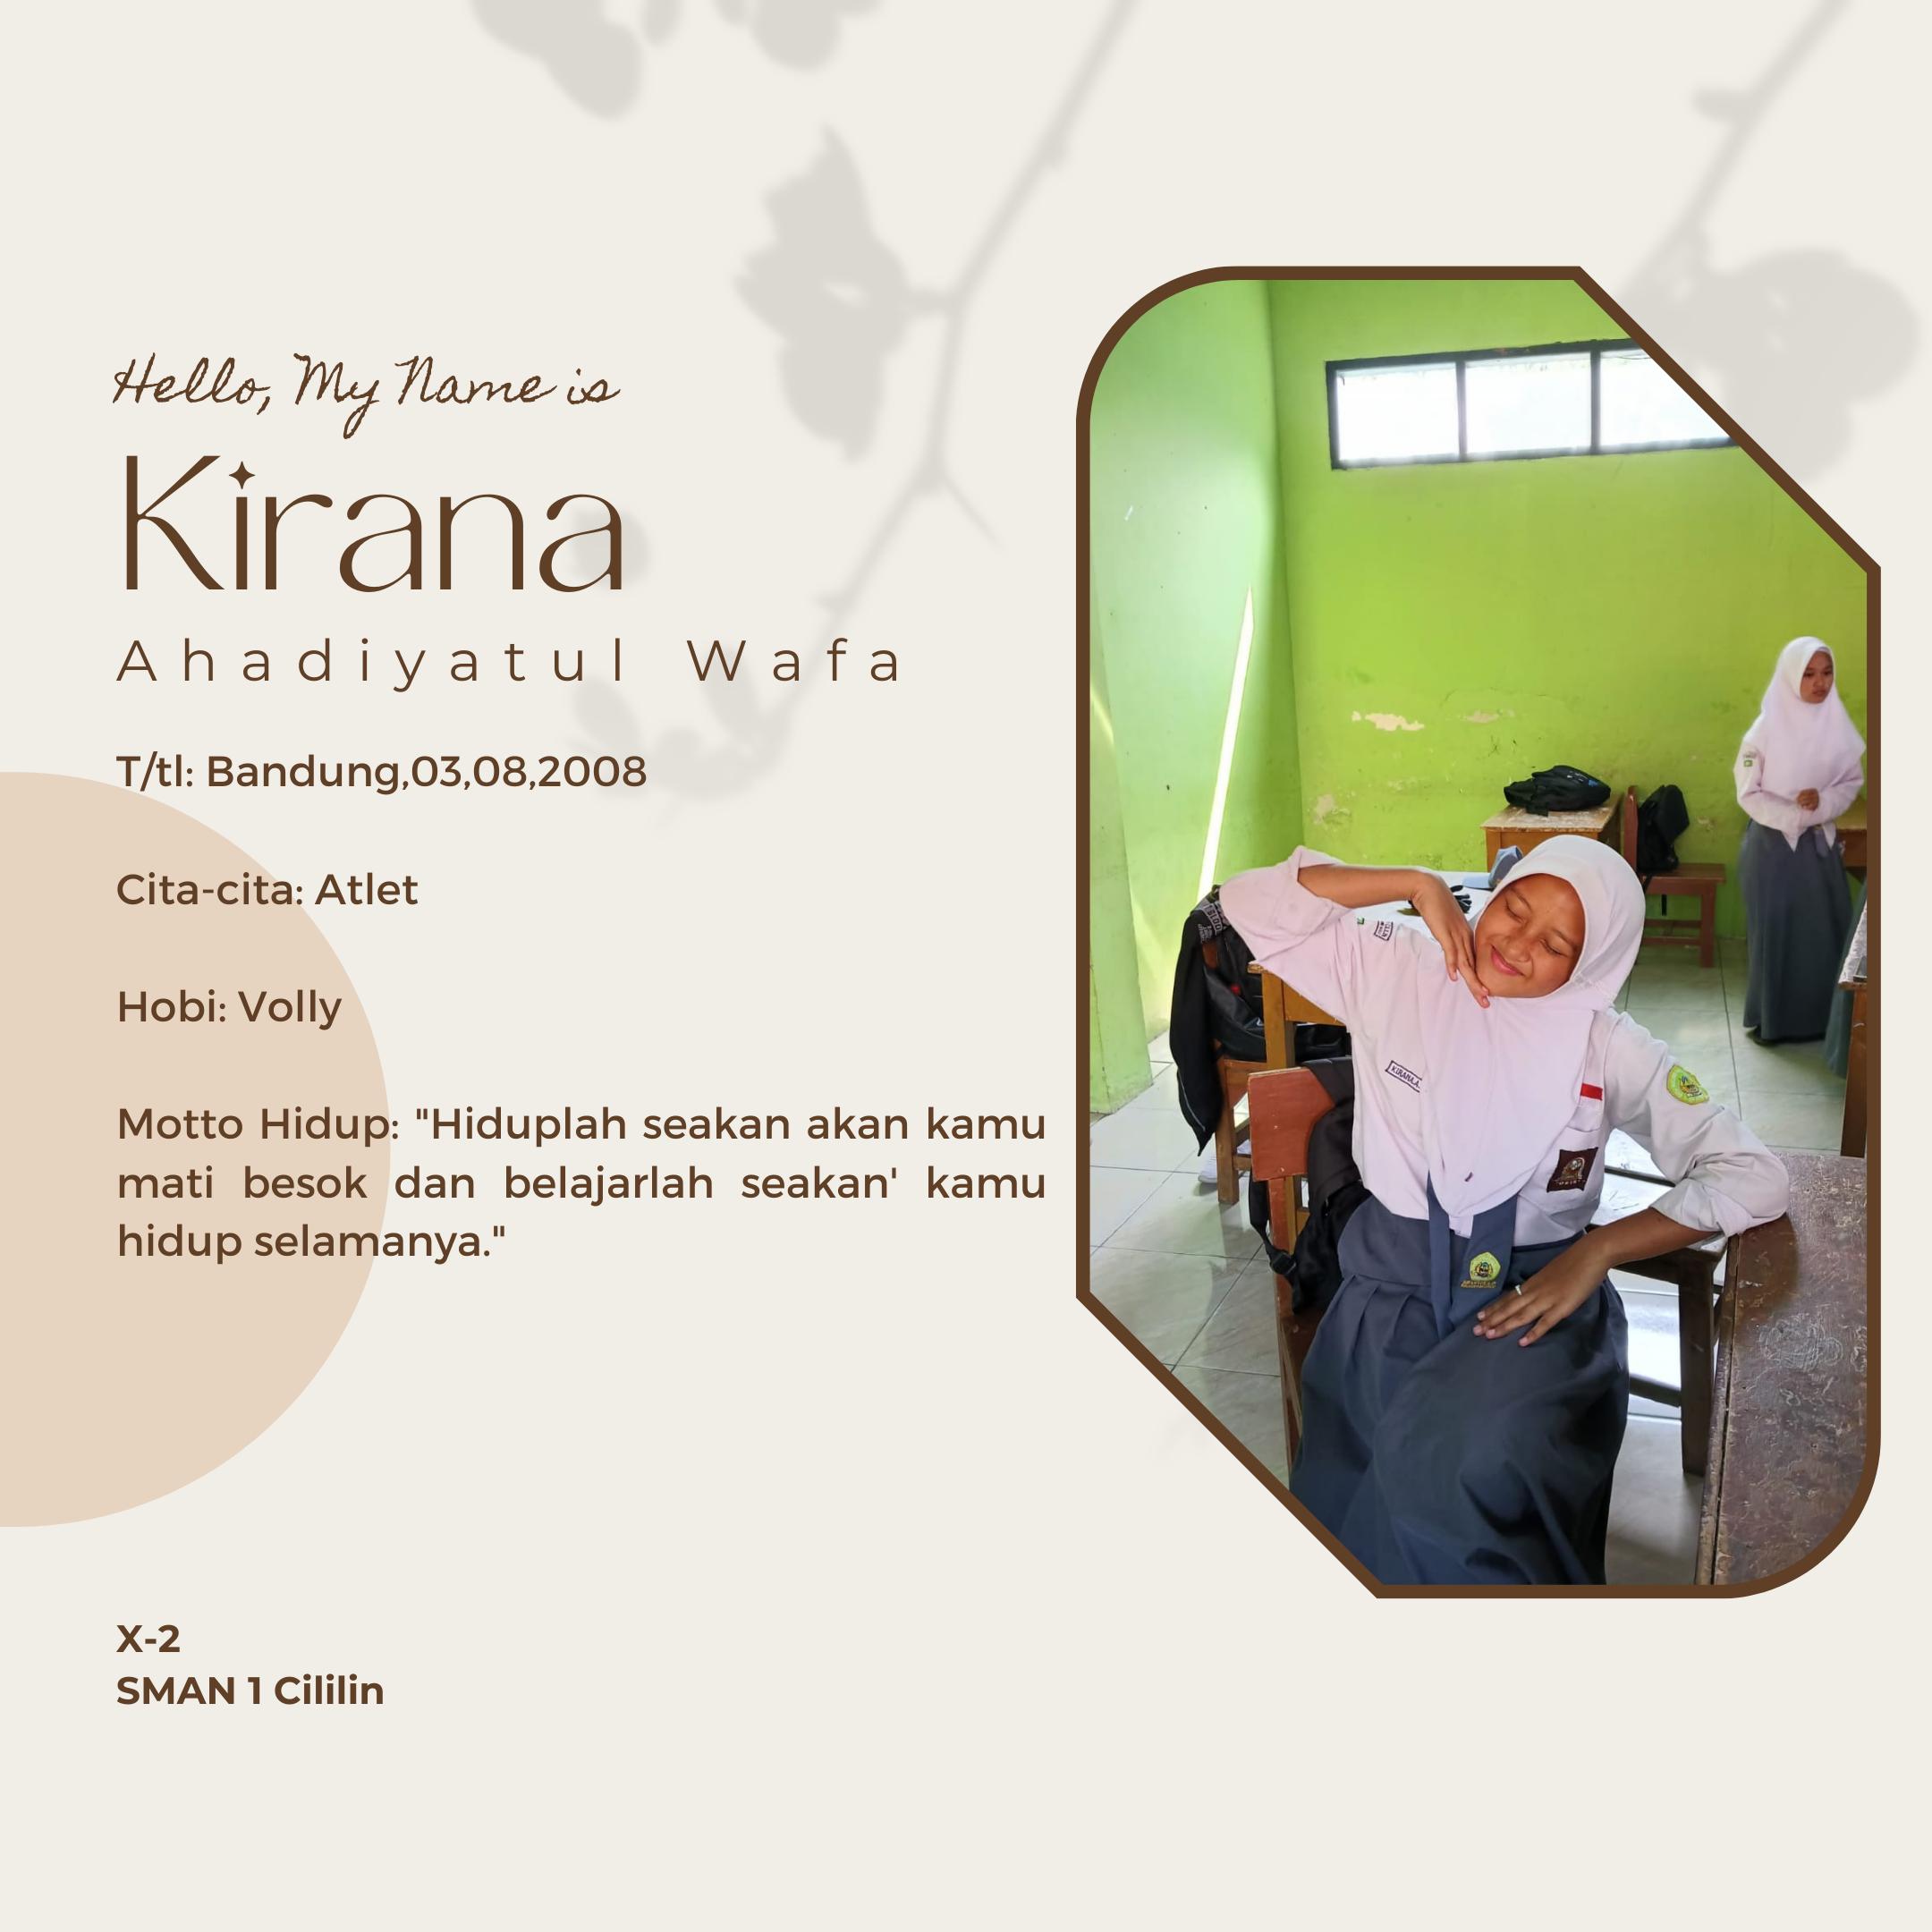 Hello, My Name is
Kirana
Ahadiyatul Wafa
T/tl: Bandung,03,08,2008
Cita-cita: Atlet
Hobi: Volly
Motto Hidup: "Hiduplah seakan akan kamu
mati besok dan belajarlah seakan' kamu
hidup selamanya."
KIRANA.A.
X-2
SMAN 1 Cililin